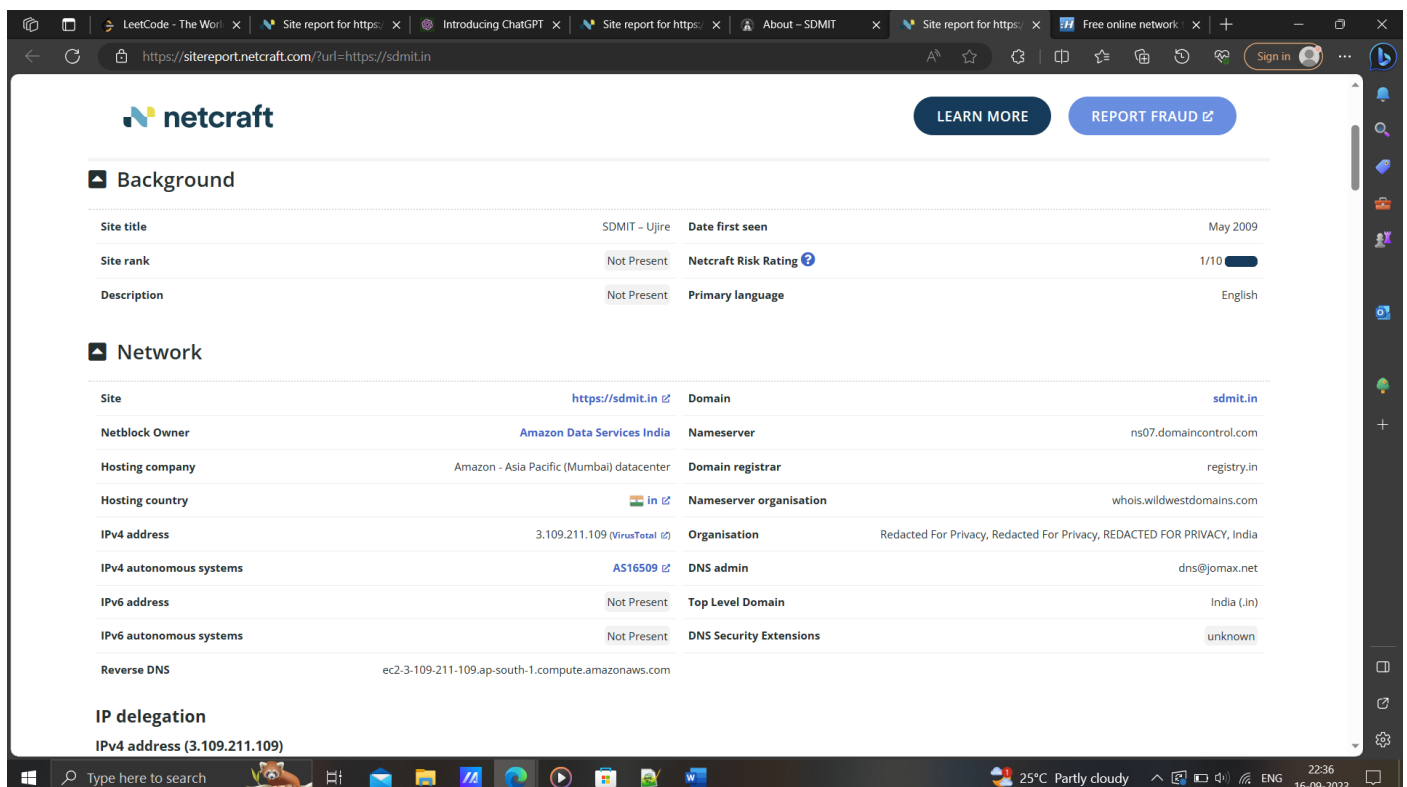 LeetCode - The Worl
Site report for https:/
Introducing ChatGPT
Site report for https:/
About – SDMIT
Site report for https:/
Free online network
https://sitereport.netcraft.com/?url=https://sdmit.in
Sign in
netcraft
LEARN MORE
REPORT FRAUD
Background
Site title SDMIT – Ujire Date first seen May 2009
Site rank Not Present Netcraft Risk Rating ? 1/10
Description Not Present Primary language English
Network
Site https://sdmit.in Domain sdmit.in
Netblock Owner Amazon Data Services India Nameserver ns07.domaincontrol.com
Hosting company Amazon - Asia Pacific (Mumbai) datacenter Domain registrar registry.in
Hosting country in Nameserver organisation whois.wildwestdomains.com
IPv4 address 3.109.211.109 (VirusTotal) Organisation Redacted For Privacy, Redacted For Privacy, REDACTED FOR PRIVACY, India
IPv4 autonomous systems AS16509 DNS admin dns@jomax.net
IPv6 address Not Present Top Level Domain India (.in)
IPv6 autonomous systems Not Present DNS Security Extensions unknown
Reverse DNS ec2-3-109-211-109.ap-south-1.compute.amazonaws.com
IP delegation
IPv4 address (3.109.211.109)
Type here to search
25°C Partly cloudy
ENG
22:36
16-09-2023